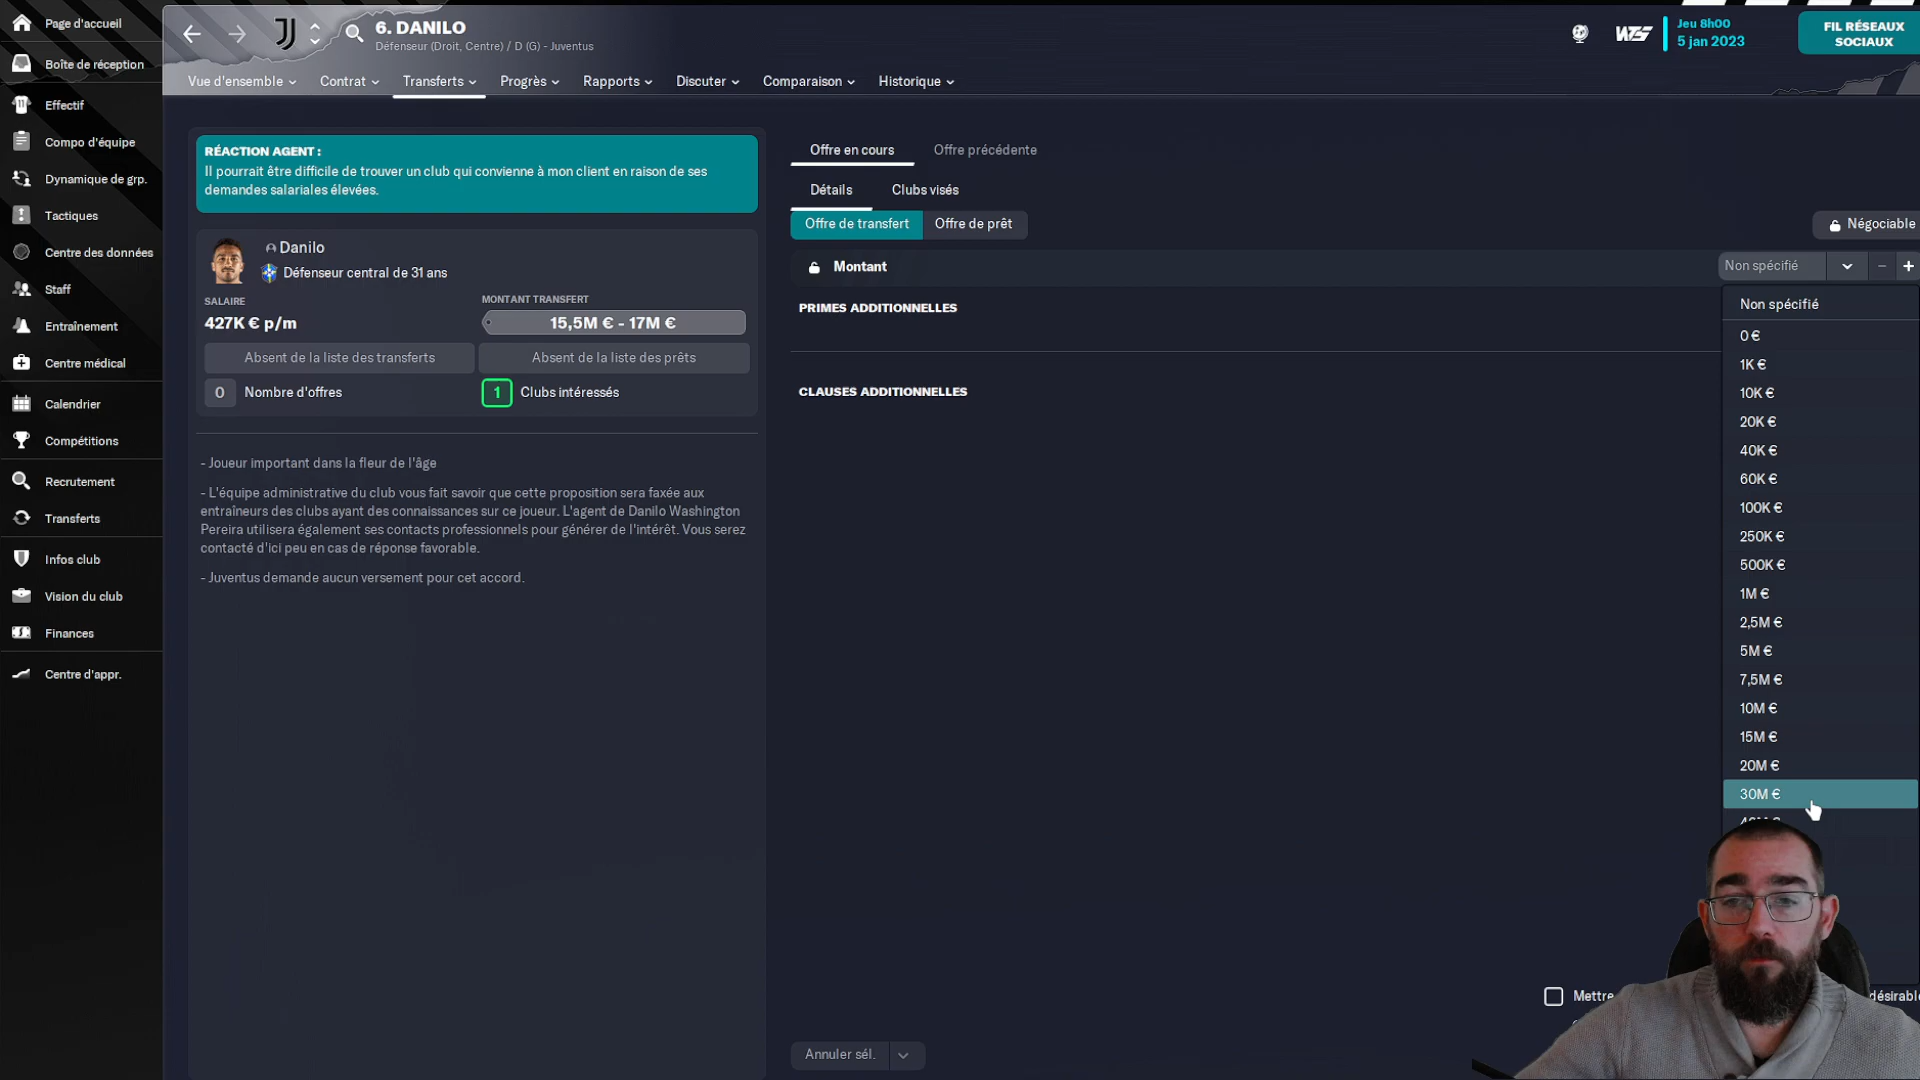 Page d'accueil
Boîte de réception
Effectif
Compo d'équipe
Dynamique de grp.
Tactiques
Centre des données
Staff
Entraînement
Centre médical
Calendrier
Compétitions
Recrutement
Transferts
Infos club
Vision du club
Finances
Centre d'appr.
6. DANILO
Défenseur (Droit, Centre) / D (G) - Juventus
Jeu 8h00
5 jan 2023
FIL RÉSEAUX
SOCIAUX
Vue d'ensemble
Contrat
Transferts
Progrès
Rapports
Discuter
Comparaison
Historique
RÉACTION AGENT :
Il pourrait être difficile de trouver un club qui convienne à mon client en raison de ses
demandes salariales élevées.
Danilo
Défenseur central de 31 ans
SALAIRE
427K € p/m
MONTANT TRANSFERT
15,5M € - 17M €
Absent de la liste des transferts
Absent de la liste des prêts
0 Nombre d'offres
1 Clubs intéressés
- Joueur important dans la fleur de l'âge
- L'équipe administrative du club vous fait savoir que cette proposition sera faxée aux
entraîneurs des clubs ayant des connaissances sur ce joueur. L'agent de Danilo Washington
Pereira utilisera également ses contacts professionnels pour générer de l'intérêt. Vous serez
contacté d'ici peu en cas de réponse favorable.
- Juventus demande aucun versement pour cet accord.
Offre en cours
Offre précédente
Détails
Clubs visés
Offre de transfert
Offre de prêt
Négociable
Montant
Non spécifié
PRIMES ADDITIONNELLES
CLAUSES ADDITIONNELLES
Non spécifié
0 €
1K €
10K €
20K €
40K €
60K €
100K €
250K €
500K €
1M €
2,5M €
5M €
7,5M €
10M €
15M €
20M €
30M €
Mettre
désirable
Annuler sél.